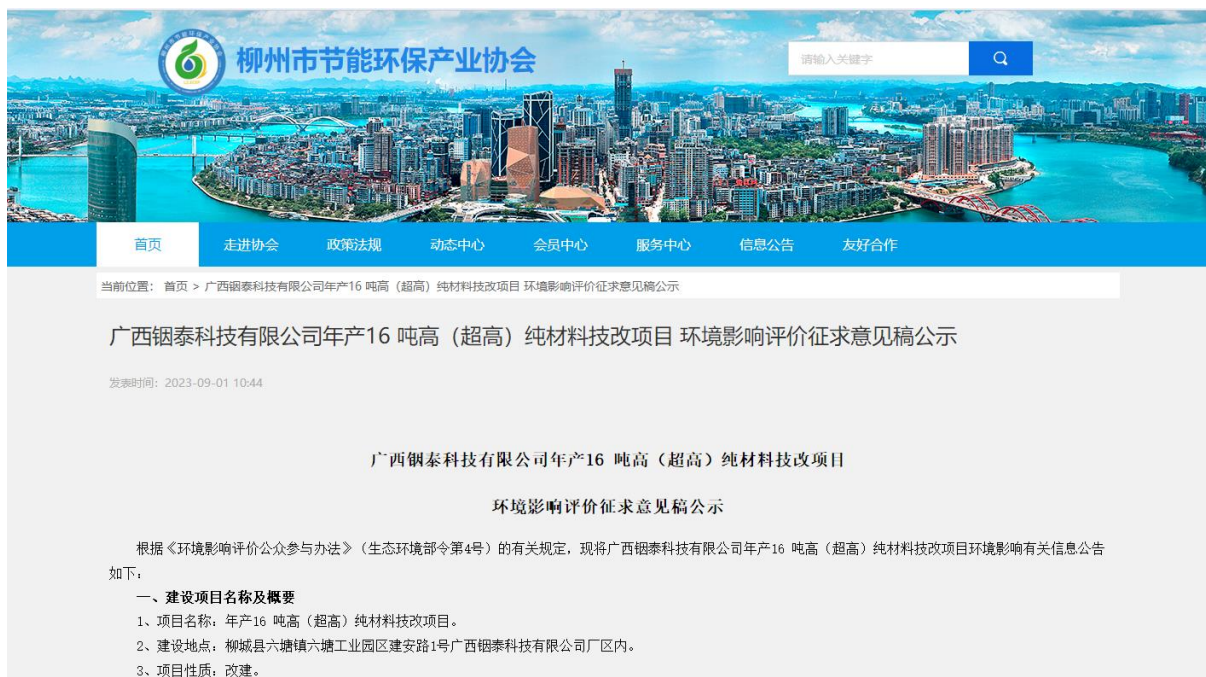 柳州市节能环保产业协会
请输入关键字
首页 走进协会 政策法规 动态中心 会员中心 服务中心 信息公告 友好合作
当前位置： 首页 > 广西铟泰科技有限公司年产16 吨高（超高）纯材料技改项目 环境影响评价征求意见稿公示
广西铟泰科技有限公司年产16 吨高（超高）纯材料技改项目 环境影响评价征求意见稿公示
发表时间：2023-09-01 10:44
广西铟泰科技有限公司年产16 吨高（超高）纯材料技改项目
环境影响评价征求意见稿公示
根据《环境影响评价公众参与办法》（生态环境部令第4号）的有关规定，现将广西铟泰科技有限公司年产16 吨高（超高）纯材料技改项目环境影响有关信息公告
如下：
一、建设项目名称及概要
1、项目名称：年产16 吨高（超高）纯材料技改项目。
2、建设地点：柳城县六塘镇六塘工业园区建安路1号广西铟泰科技有限公司厂区内。
3、项目性质：改建。